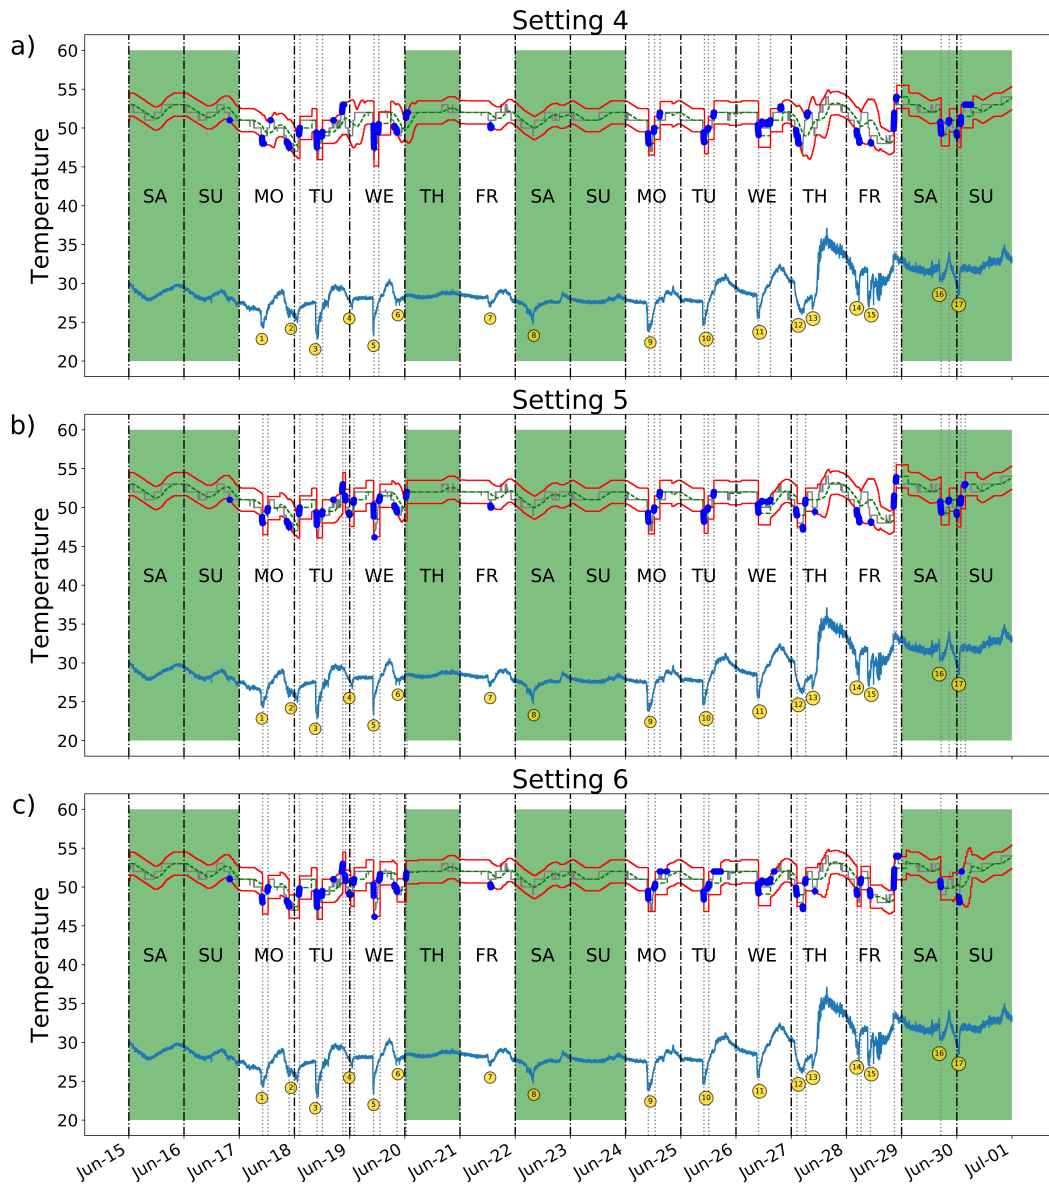 Setting 4
a)
Temperature
60
55
50
45
40
35
30
25
20
SA SU MO TU WE TH FR SA SU MO TU WE TH FR SA SU
1 2 3 4 5 6 7 8 9 10 11 12 13 14 15 16 17
Setting 5
b)
Temperature
60
55
50
45
40
35
30
25
20
SA SU MO TU WE TH FR SA SU MO TU WE TH FR SA SU
1 2 3 4 5 6 7 8 9 10 11 12 13 14 15 16 17
Setting 6
c)
Temperature
60
55
50
45
40
35
30
25
20
SA SU MO TU WE TH FR SA SU MO TU WE TH FR SA SU
1 2 3 4 5 6 7 8 9 10 11 12 13 14 15 16 17
Jun-15 Jun-16 Jun-17 Jun-18 Jun-19 Jun-20 Jun-21 Jun-22 Jun-23 Jun-24 Jun-25 Jun-26 Jun-27 Jun-28 Jun-29 Jun-30 Jul-01